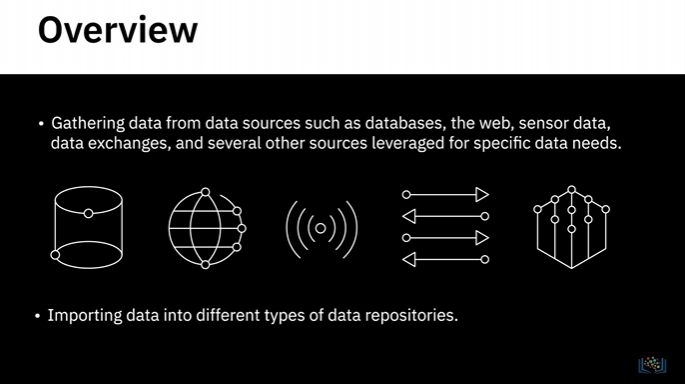 Overview
• Gathering data from data sources such as databases, the web, sensor data,
data exchanges, and several other sources leveraged for specific data needs.
• Importing data into different types of data repositories.